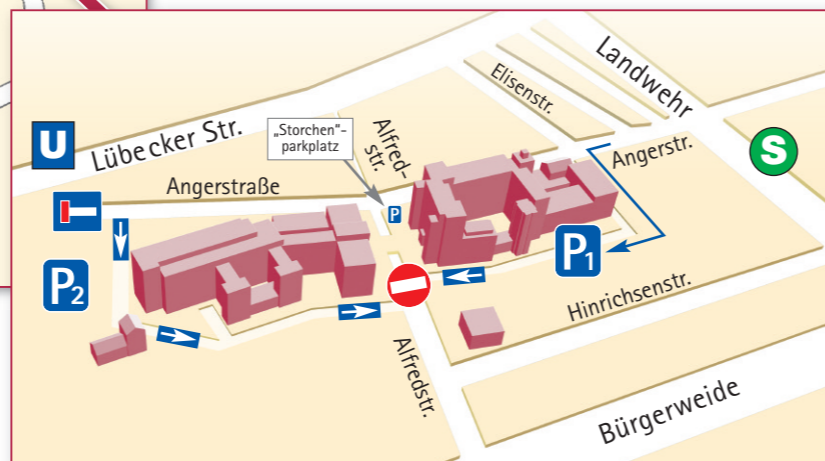 Landwehr
Elisenstr.
U
Lübecker Str.
„Storchen“-
parkplatz
Alfred-
str.
Angerstr.
S
Angerstraße
P
P1
P2
Hinrichsenstr.
Alfredstr.
Bürgerweide